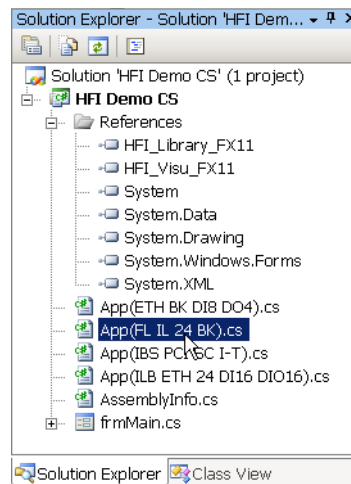 Solution Explorer - Solution 'HFI Dem...
Solution 'HFI Demo CS' (1 project)
HFI Demo CS
References
HFI_Library_FX11
HFI_Visu_FX11
System
System.Data
System.Drawing
System.Windows.Forms
System.XML
App(ETH BK DI8 DO4).cs
App(FL IL 24 BK).cs
App(IBS PCI SC I-T).cs
App(ILB ETH 24 DI16 DIO16).cs
AssemblyInfo.cs
frmMain.cs
Solution Explorer Class View